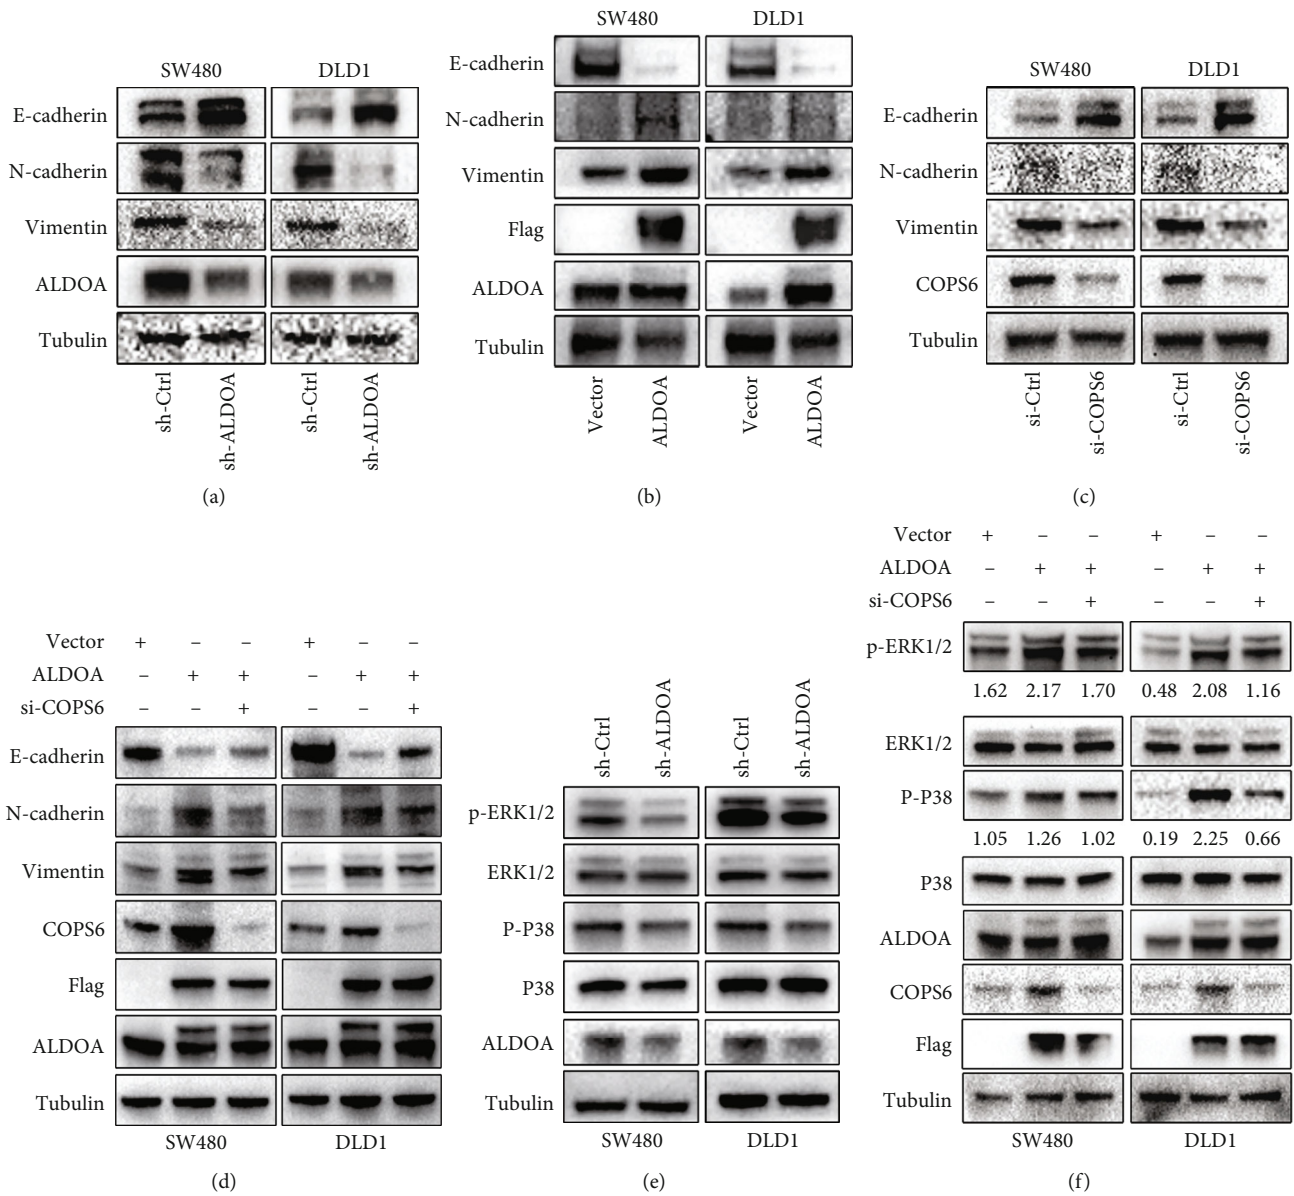 SW480 DLD1
E-cadherin
N-cadherin
Vimentin
ALDOA
Tubulin
sh-Ctrl
sh-ALDOA
sh-Ctrl
sh-ALDOA
(a)
SW480 DLD1
E-cadherin
N-cadherin
Vimentin
Flag
ALDOA
Tubulin
Vector
ALDOA
Vector
ALDOA
(b)
SW480 DLD1
E-cadherin
N-cadherin
Vimentin
COPS6
Tubulin
si-Ctrl
si-COPS6
si-Ctrl
si-COPS6
(c)
Vector + – – + – –
ALDOA – + + – + +
si-COPS6 – – + – – +
E-cadherin
N-cadherin
Vimentin
COPS6
Flag
ALDOA
Tubulin
SW480 DLD1
(d)
sh-Ctrl
sh-ALDOA
sh-Ctrl
sh-ALDOA
p-ERK1/2
ERK1/2
P-P38
P38
ALDOA
Tubulin
SW480 DLD1
(e)
Vector + – – + – –
ALDOA – + + – + +
si-COPS6 – – + – – +
p-ERK1/2
1.62 2.17 1.70 0.48 2.08 1.16
ERK1/2
P-P38
1.05 1.26 1.02 0.19 2.25 0.66
P38
ALDOA
COPS6
Flag
Tubulin
SW480 DLD1
(f)